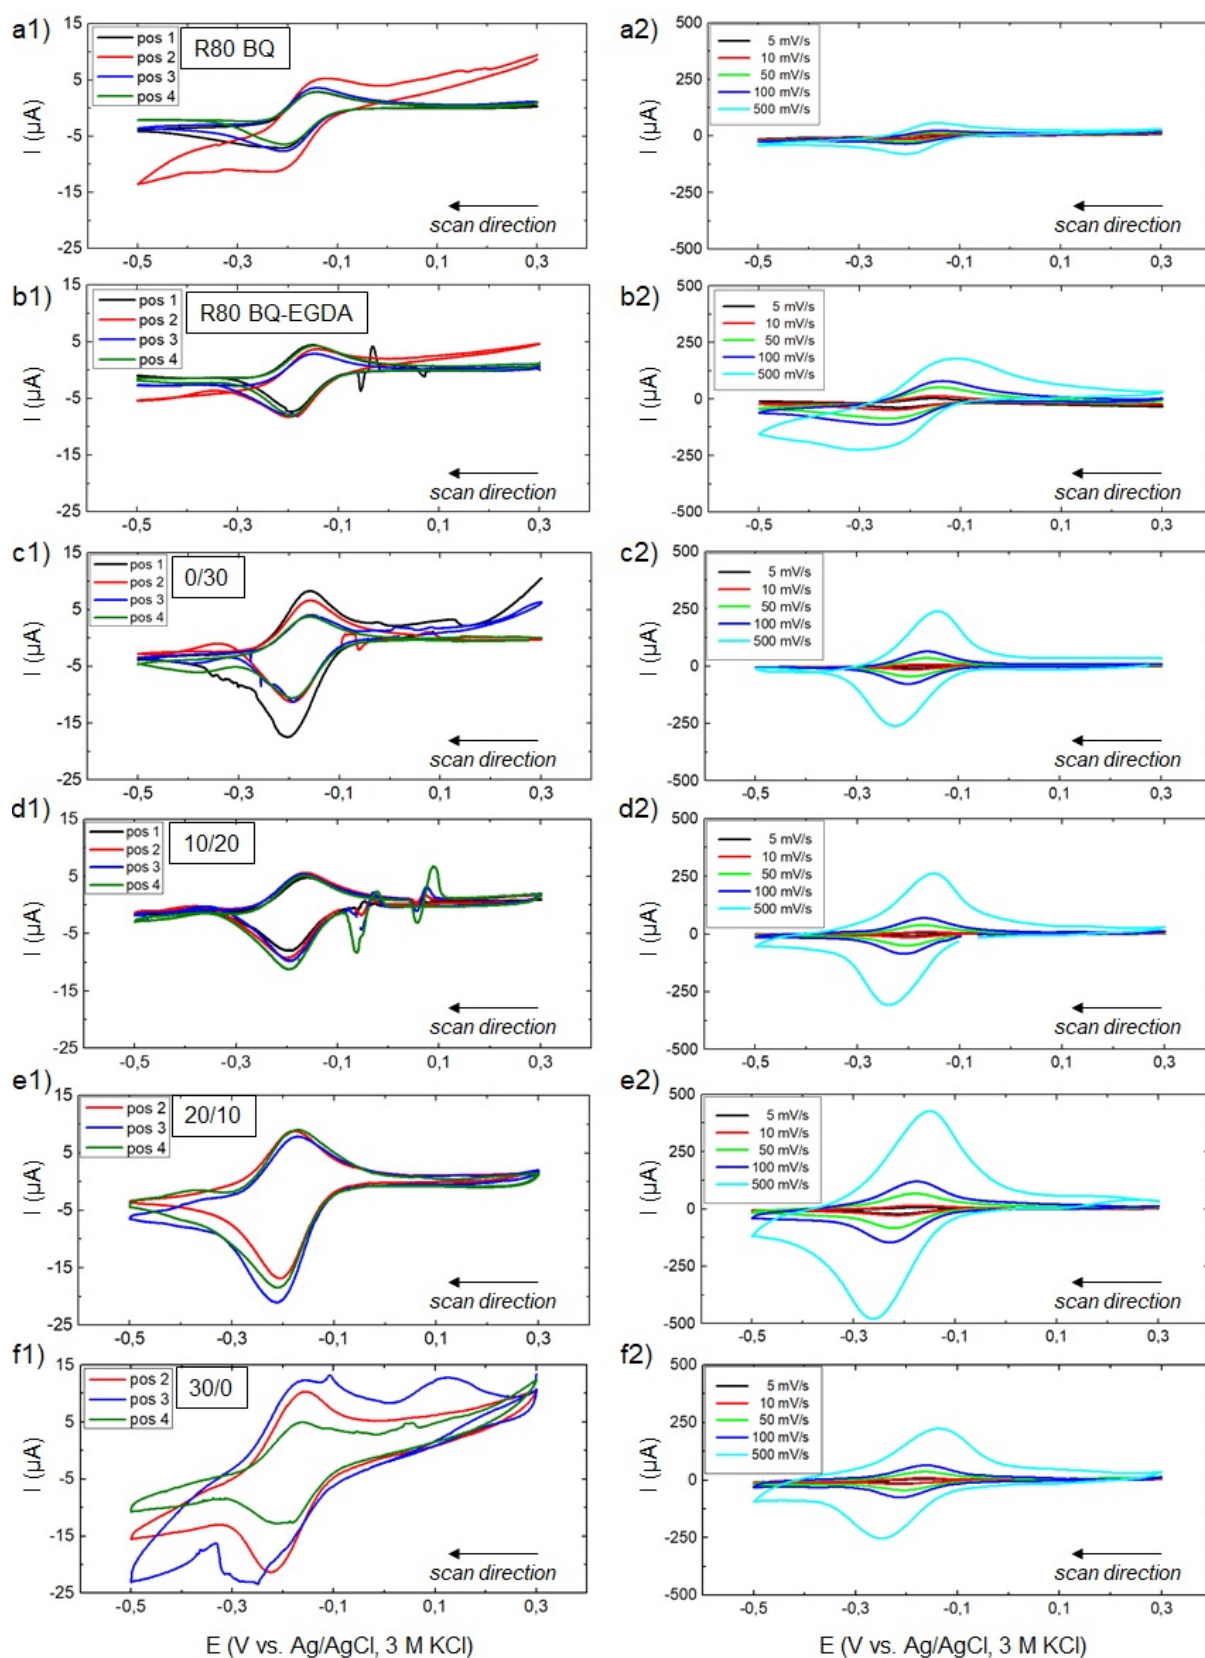 a1)
R80 BQ
pos 1
pos 2
pos 3
pos 4
15
5
-5
-15
-25
I (µA)
-0,5
-0,3
-0,1
0,1
0,3
scan direction
a2)
5 mV/s
10 mV/s
50 mV/s
100 mV/s
500 mV/s
500
250
0
-250
-500
I (µA)
-0,5
-0,3
-0,1
0,1
0,3
scan direction
b1)
R80 BQ-EGDA
pos 1
pos 2
pos 3
pos 4
15
5
-5
-15
-25
I (µA)
-0,5
-0,3
-0,1
0,1
0,3
scan direction
b2)
5 mV/s
10 mV/s
50 mV/s
100 mV/s
500 mV/s
500
250
0
-250
-500
I (µA)
-0,5
-0,3
-0,1
0,1
0,3
scan direction
c1)
0/30
pos 1
pos 2
pos 3
pos 4
15
5
-5
-15
-25
I (µA)
-0,5
-0,3
-0,1
0,1
0,3
scan direction
c2)
5 mV/s
10 mV/s
50 mV/s
100 mV/s
500 mV/s
500
250
0
-250
-500
I (µA)
-0,5
-0,3
-0,1
0,1
0,3
scan direction
d1)
10/20
pos 1
pos 2
pos 3
pos 4
15
5
-5
-15
-25
I (µA)
-0,5
-0,3
-0,1
0,1
0,3
scan direction
d2)
5 mV/s
10 mV/s
50 mV/s
100 mV/s
500 mV/s
500
250
0
-250
-500
I (µA)
-0,5
-0,3
-0,1
0,1
0,3
scan direction
e1)
20/10
pos 2
pos 3
pos 4
15
5
-5
-15
-25
I (µA)
-0,5
-0,3
-0,1
0,1
0,3
scan direction
e2)
5 mV/s
10 mV/s
50 mV/s
100 mV/s
500 mV/s
500
250
0
-250
-500
I (µA)
-0,5
-0,3
-0,1
0,1
0,3
scan direction
f1)
30/0
pos 2
pos 3
pos 4
15
5
-5
-15
-25
I (µA)
-0,5
-0,3
-0,1
0,1
0,3
scan direction
E (V vs. Ag/AgCl, 3 M KCl)
f2)
5 mV/s
10 mV/s
50 mV/s
100 mV/s
500 mV/s
500
250
0
-250
-500
I (µA)
-0,5
-0,3
-0,1
0,1
0,3
scan direction
E (V vs. Ag/AgCl, 3 M KCl)